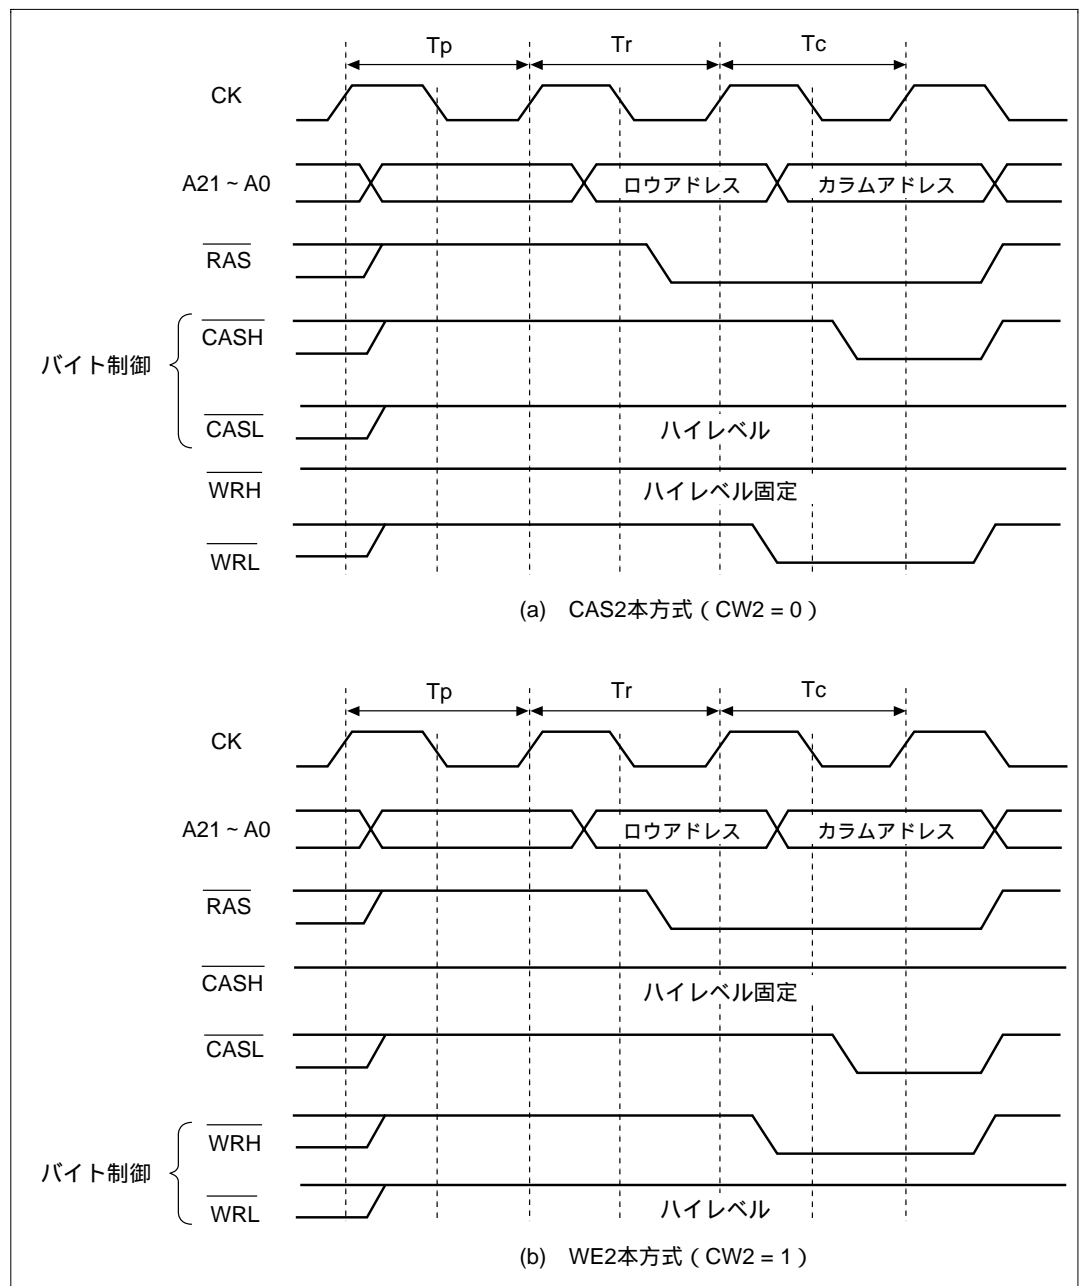 Tp Tr Tc
CK
A21 ~ A0 ロウアドレス カラムアドレス
RAS
CASH
バイト制御
CASL ハイレベル
WRH ハイレベル固定
WRL
(a) CAS2本方式 ( CW2 = 0 )
Tp Tr Tc
CK
A21 ~ A0 ロウアドレス カラムアドレス
RAS
CASH ハイレベル固定
CASL
WRH
バイト制御
WRL ハイレベル
(b) WE2本方式 ( CW2 = 1 )